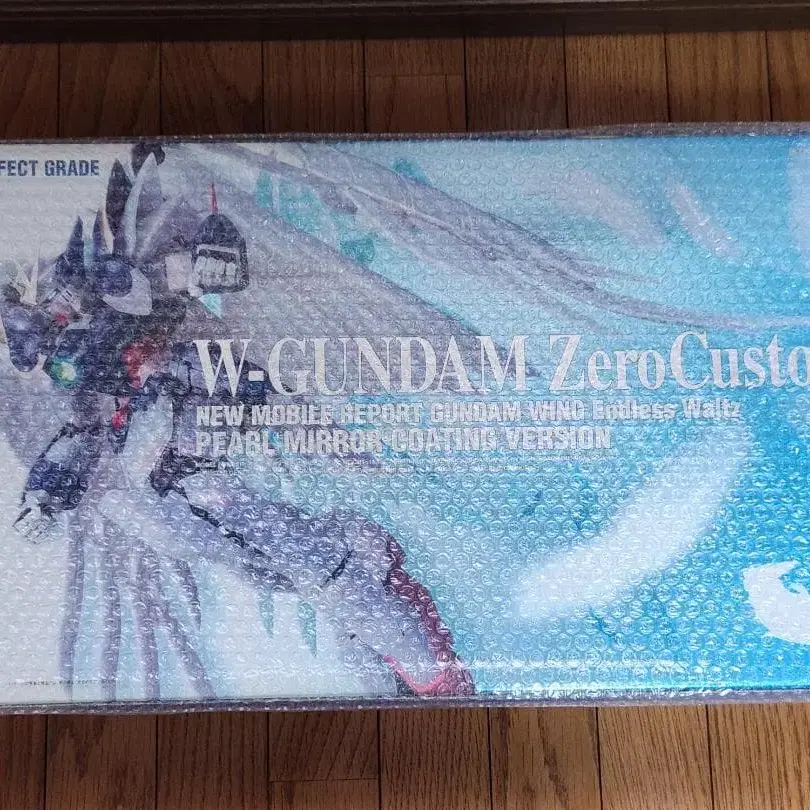 FECT GRADE
W-GUNDAM ZeroCusto
NEW MOBILE REPORT GUNDAM WING Endless Waltz
PEARL MIRROR COATING VERSION